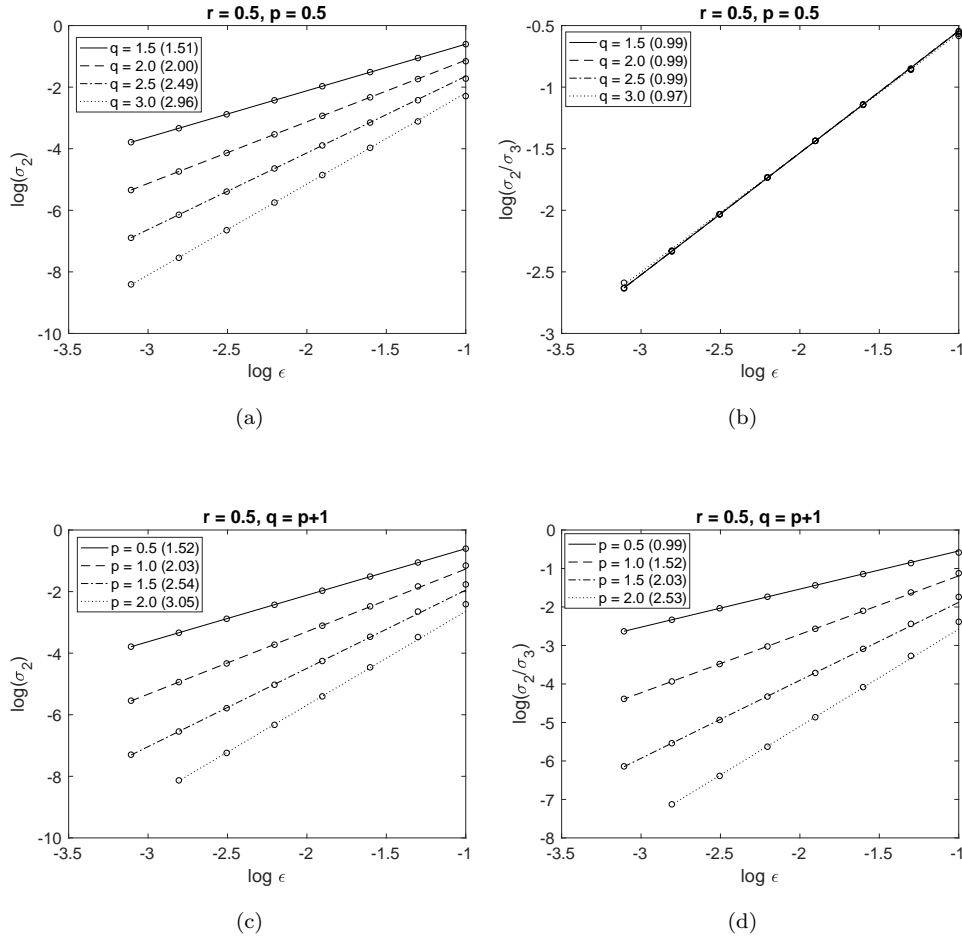 r = 0.5, p = 0.5
q = 1.5 (1.51)
q = 2.0 (2.00)
q = 2.5 (2.49)
q = 3.0 (2.96)
0
-2
-4
-6
-8
-10
log(σ₂)
-3.5 -3 -2.5 -2 -1.5 -1
log ϵ
(a)
r = 0.5, p = 0.5
q = 1.5 (0.99)
q = 2.0 (0.99)
q = 2.5 (0.99)
q = 3.0 (0.97)
-0.5
-1
-1.5
-2
-2.5
-3
log(σ₂/σ₃)
-3.5 -3 -2.5 -2 -1.5 -1
log ϵ
(b)
r = 0.5, q = p+1
p = 0.5 (1.52)
p = 1.0 (2.03)
p = 1.5 (2.54)
p = 2.0 (3.05)
0
-2
-4
-6
-8
-10
log(σ₂)
-3.5 -3 -2.5 -2 -1.5 -1
log ϵ
(c)
r = 0.5, q = p+1
p = 0.5 (0.99)
p = 1.0 (1.52)
p = 1.5 (2.03)
p = 2.0 (2.53)
0
-1
-2
-3
-4
-5
-6
-7
-8
log(σ₂/σ₃)
-3.5 -3 -2.5 -2 -1.5 -1
log ϵ
(d)